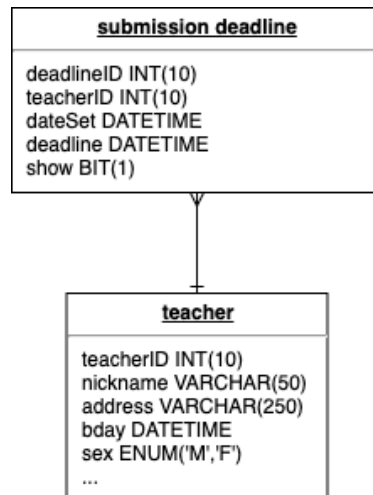 submission deadline
deadlineID INT(10)
teacherID INT(10)
dateSet DATETIME
deadline DATETIME
show BIT(1)
teacher
teacherID INT(10)
nickname VARCHAR(50)
address VARCHAR(250)
bday DATETIME
sex ENUM('M','F')
...